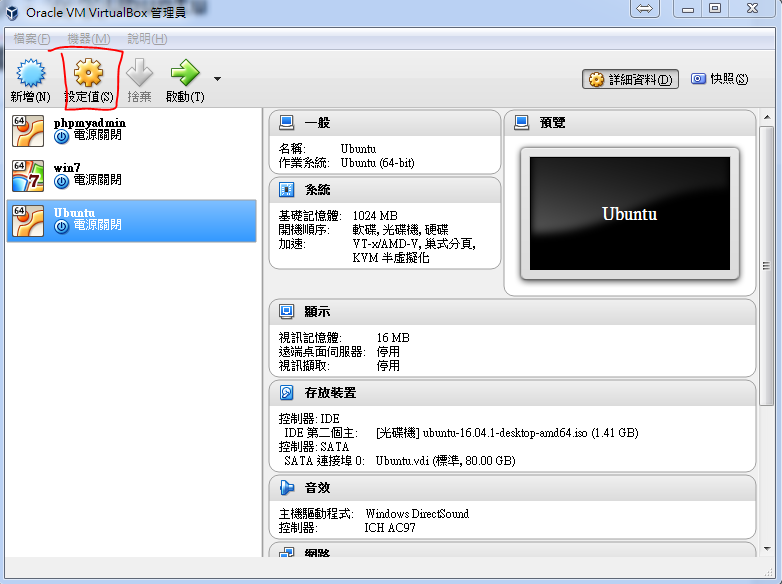 Oracle VM VirtualBox 管理員
檔案(F) 機器(M) 說明(H)
新增(N) 設定值(S) 捨棄 啟動(T) 詳細資料(D) 快照(S)
64 phpmyadmin
電源關閉
64 win7
電源關閉
64 Ubuntu
電源關閉
一般
名稱: Ubuntu
作業系統: Ubuntu (64-bit)
系統
基礎記憶體: 1024 MB
開機順序: 軟碟, 光碟機, 硬碟
加速: VT-x/AMD-V, 巢式分頁,
KVM 半虛擬化
預覽
Ubuntu
顯示
視訊記憶體: 16 MB
遠端桌面伺服器: 停用
視訊擷取: 停用
存放裝置
控制器: IDE
IDE 第二個主: [光碟機] ubuntu-16.04.1-desktop-amd64.iso (1.41 GB)
控制器: SATA
SATA 連接埠 0: Ubuntu.vdi (標準, 80.00 GB)
音效
主機驅動程式: Windows DirectSound
控制器: ICH AC97
網路